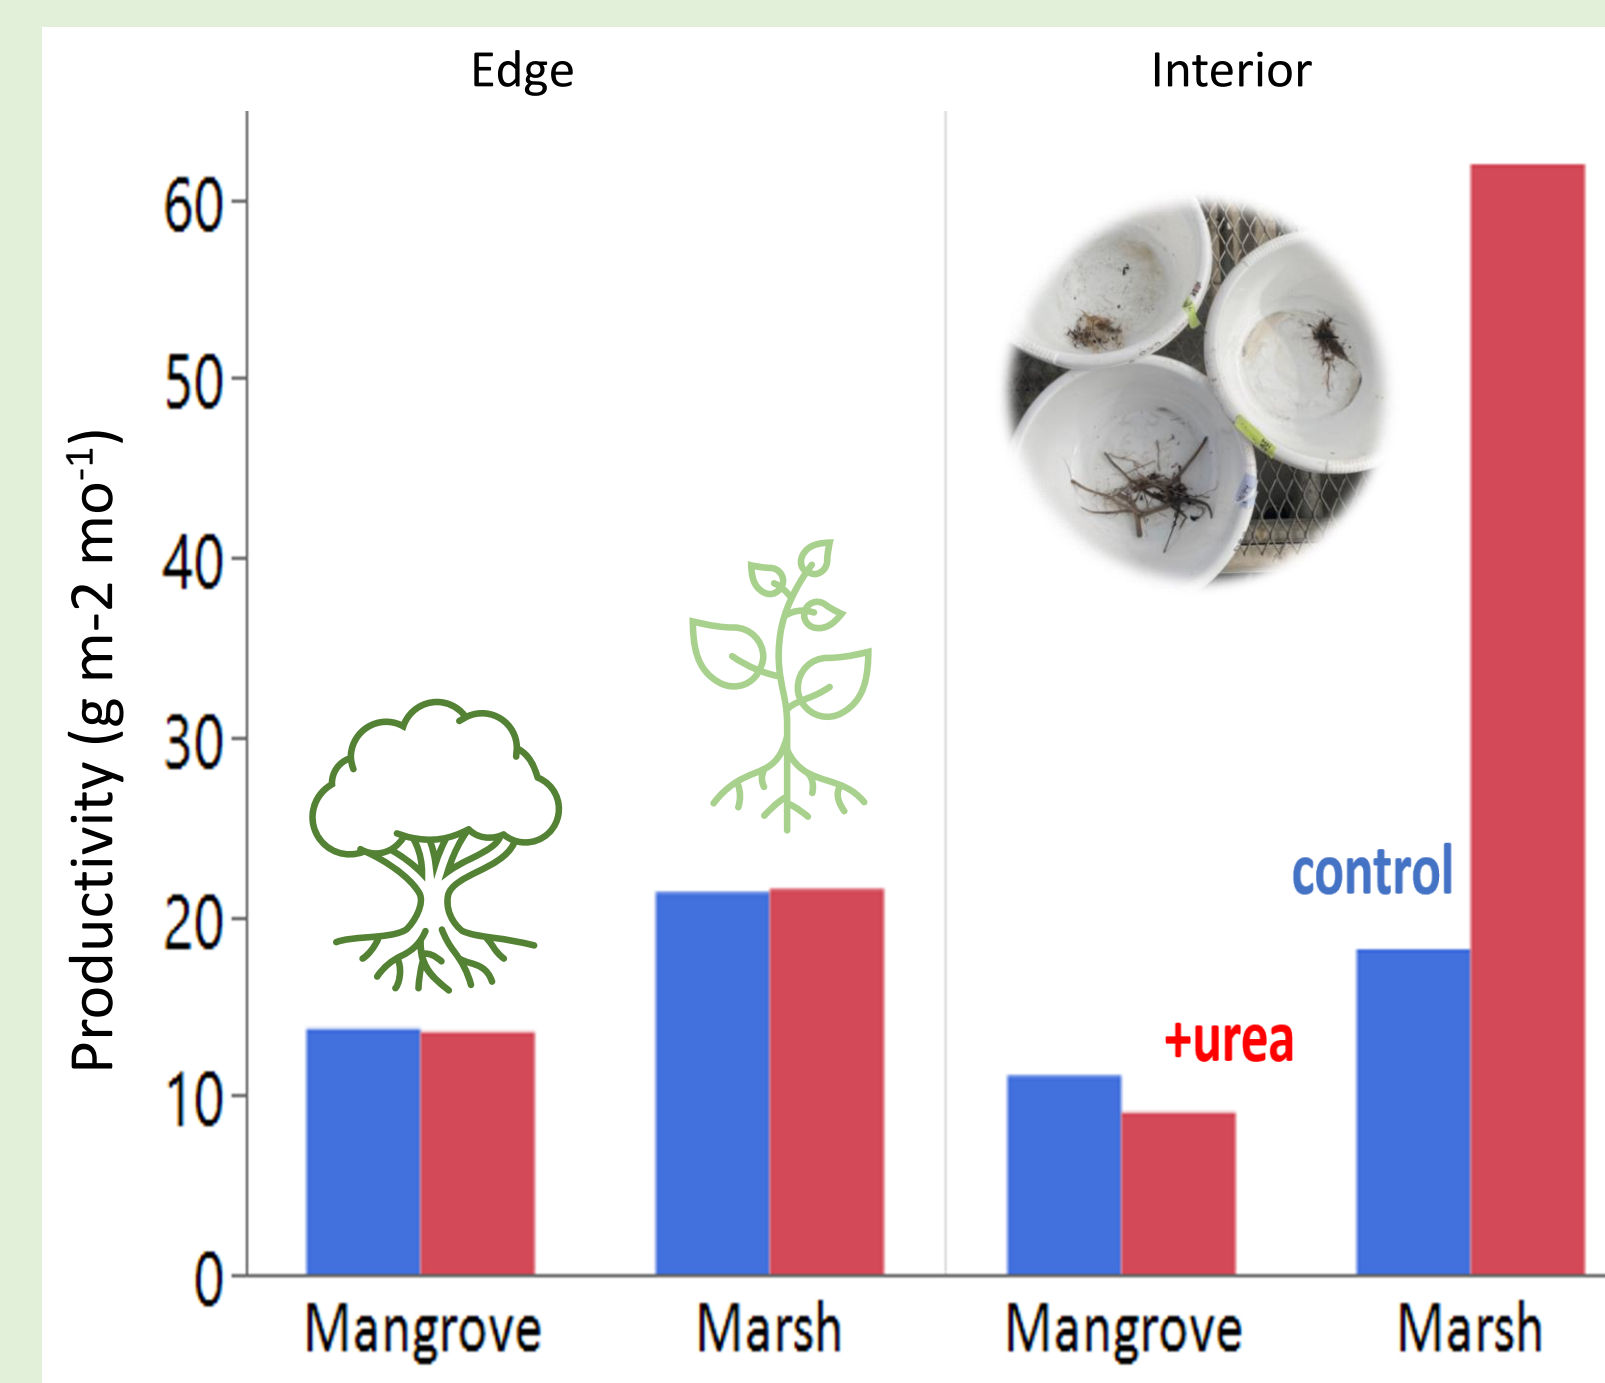 Edge
Interior
Productivity (g m-2 mo-1)
60
50
40
30
20
10
0
control
+urea
Mangrove
Marsh
Mangrove
Marsh